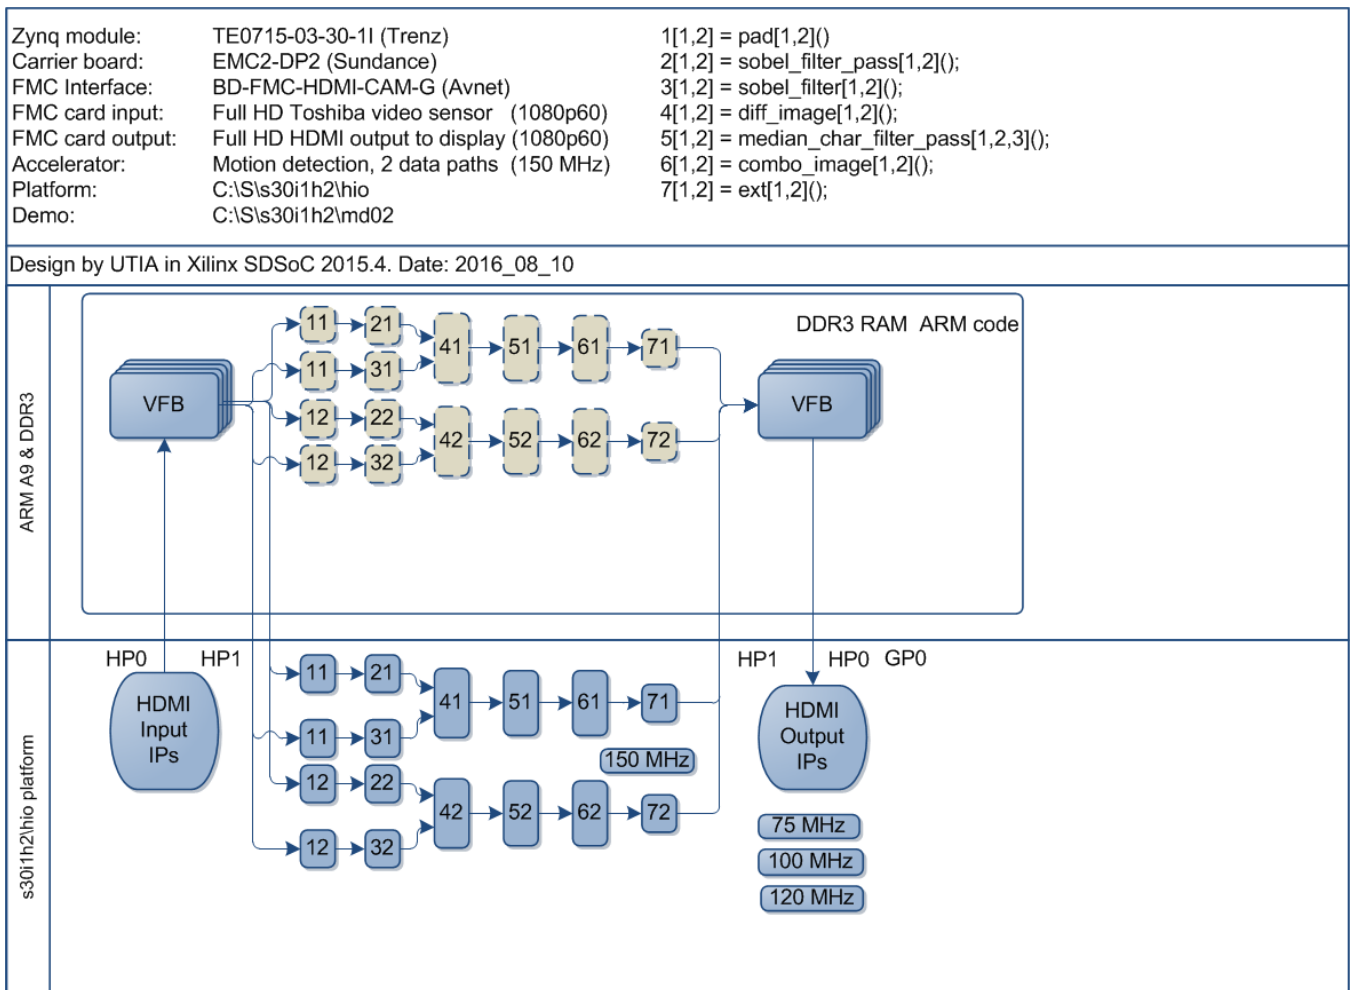 Zynq module: TE0715-03-30-1I (Trenz) 1[1,2] = pad[1,2]()
Carrier board: EMC2-DP2 (Sundance) 2[1,2] = sobel_filter_pass[1,2]();
FMC Interface: BD-FMC-HDMI-CAM-G (Avnet) 3[1,2] = sobel_filter[1,2]();
FMC card input: Full HD Toshiba video sensor (1080p60) 4[1,2] = diff_image[1,2]();
FMC card output: Full HD HDMI output to display (1080p60) 5[1,2] = median_char_filter_pass[1,2,3]();
Accelerator: Motion detection, 2 data paths (150 MHz) 6[1,2] = combo_image[1,2]();
Platform: C:\S\s30i1h2\hio 7[1,2] = ext[1,2]();
Demo: C:\S\s30i1h2\md02
Design by UTIA in Xilinx SDSoC 2015.4. Date: 2016_08_10
ARM A9 & DDR3
DDR3 RAM ARM code
11 21
41 51 61 71
11 31
VFB
VFB
12 22
42 52 62 72
12 32
s30i1h2\hio platform
HP0 HP1
HP1 HP0 GP0
HDMI
Input
IPs
11 21
41 51 61 71
11 31
150 MHz
12 22
42 52 62 72
12 32
HDMI
Output
IPs
75 MHz
100 MHz
120 MHz